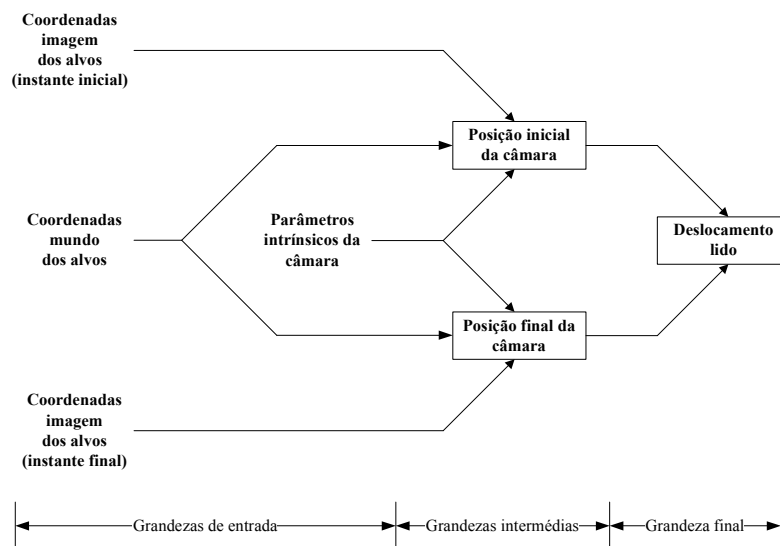 Coordenadas
imagem
dos alvos
(instante inicial)
Posição inicial
da câmara
Coordenadas
mundo
dos alvos
Parâmetros
intrínsicos da
câmara
Deslocamento
lido
Posição final da
câmara
Coordenadas
imagem
dos alvos
(instante final)
Grandezas de entrada
Grandezas intermédias
Grandeza final